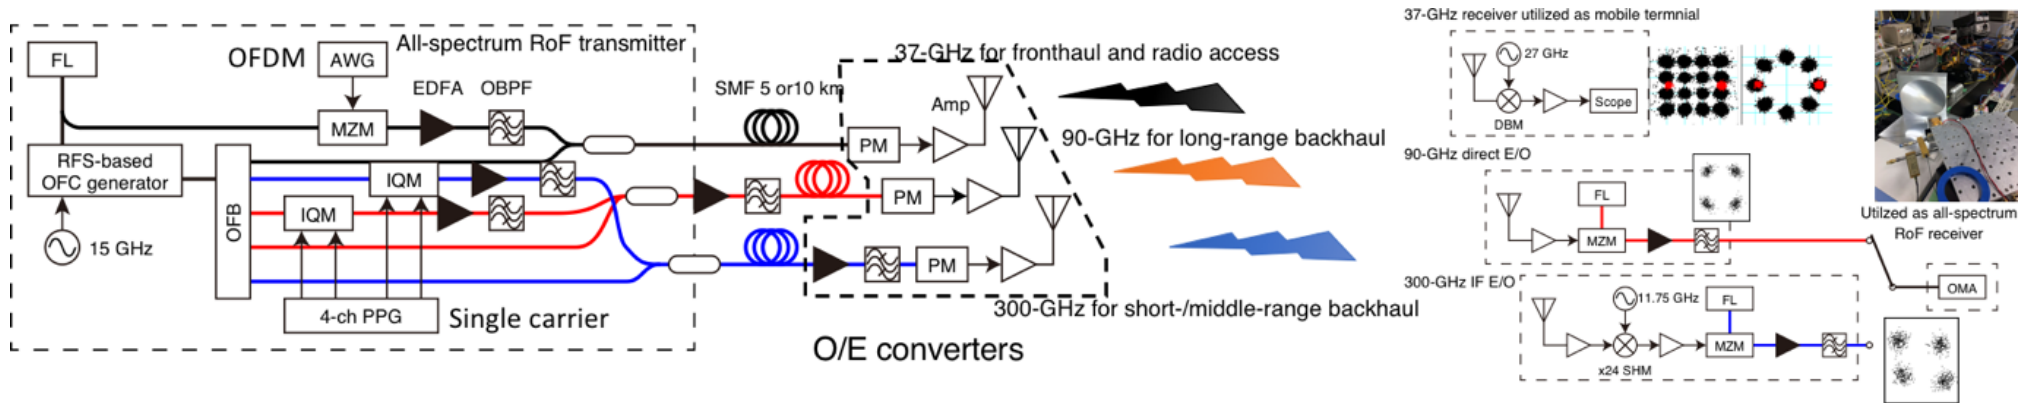 All-spectrum RoF transmitter
FL
OFDM
AWG
EDFA
OBPF
MZM
RFS-based
OFC generator
15 GHz
OFB
IQM
IQM
4-ch PPG
Single carrier
SMF 5 or10 km
37-GHz for fronthaul and radio access
Amp
PM
90-GHz for long-range backhaul
PM
PM
300-GHz for short-/middle-range backhaul
O/E converters
37-GHz receiver utilized as mobile termnial
27 GHz
Scope
DBM
90-GHz direct E/O
FL
MZM
Utilzed as all-spectrum
RoF receiver
300-GHz IF E/O
11.75 GHz
FL
MZM
x24 SHM
OMA